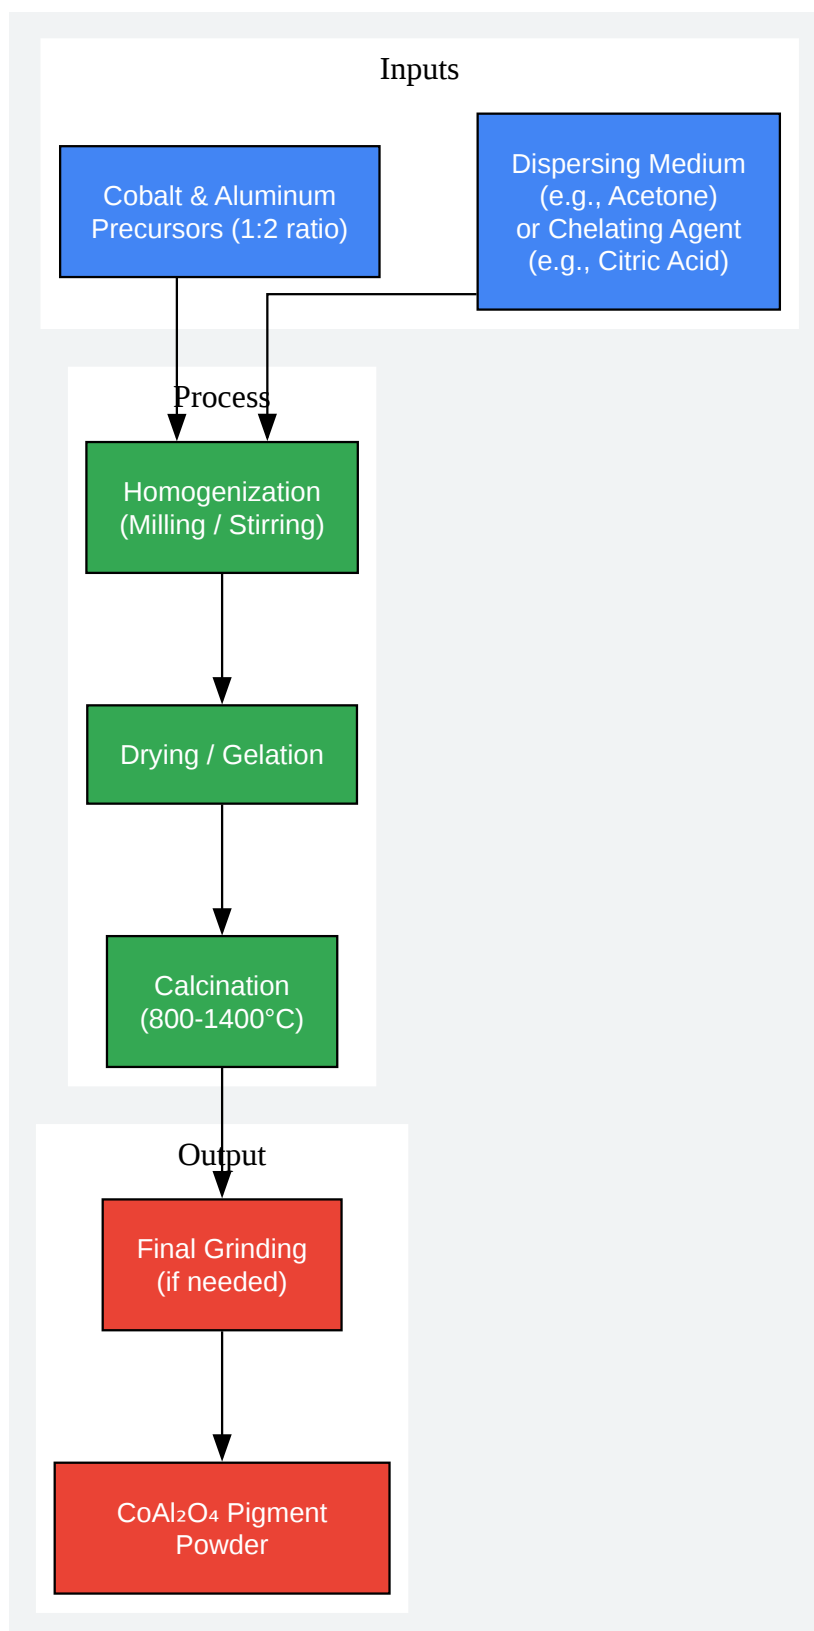 Inputs
Cobalt & Aluminum
Precursors (1:2 ratio)
Dispersing Medium
(e.g., Acetone)
or Chelating Agent
(e.g., Citric Acid)
Process
Homogenization
(Milling / Stirring)
Drying / Gelation
Calcination
(800-1400°C)
Output
Final Grinding
(if needed)
CoAl₂O₄ Pigment
Powder